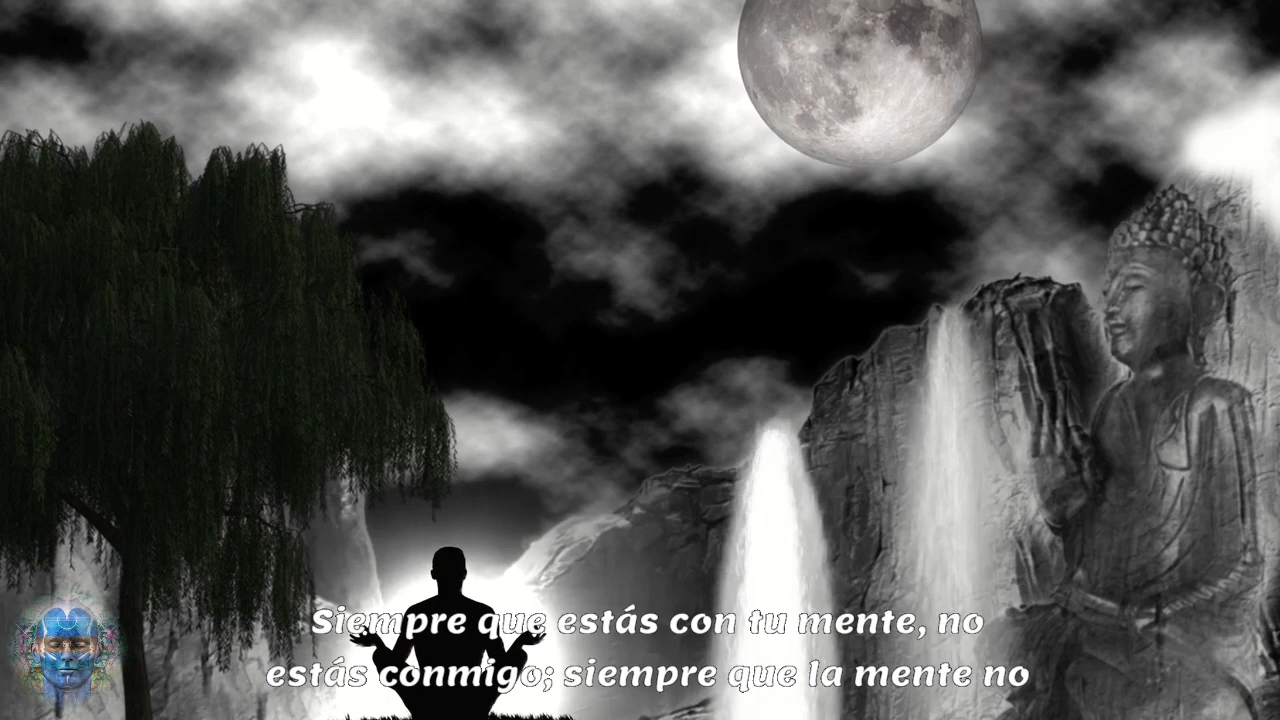 Siempre que estás con tu mente, no
estás conmigo; siempre que la mente no